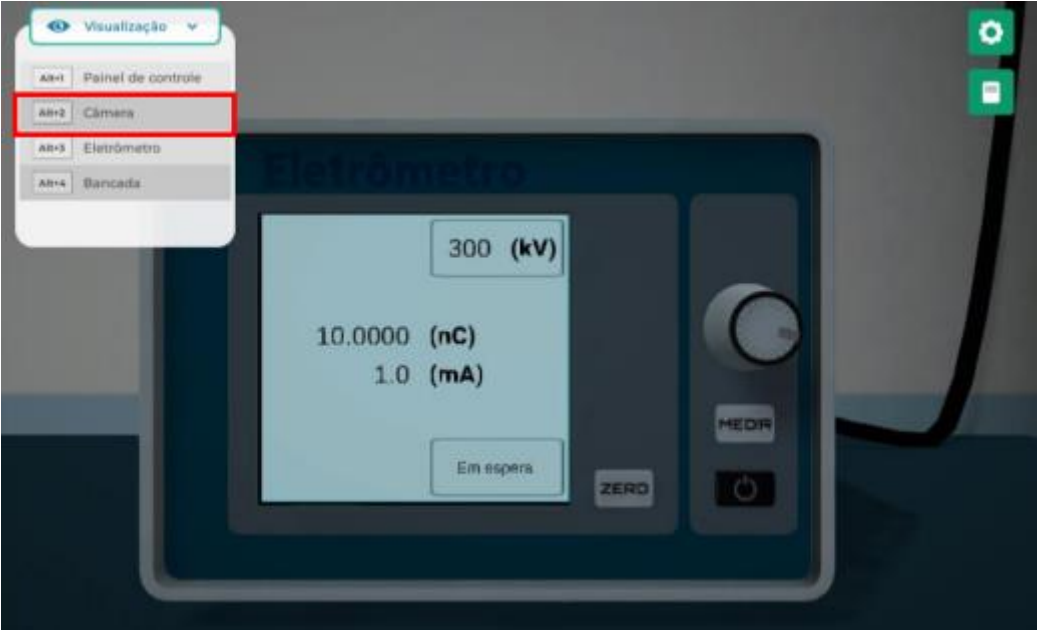 Visualização
Alt+1 Painel de controle
Alt+2 Câmera
Alt+3 Eletrômetro
Alt+4 Bancada
Eletrômetro
300 (kV)
10.0000 (nC)
1.0 (mA)
Em espera
MEDIR
ZERO